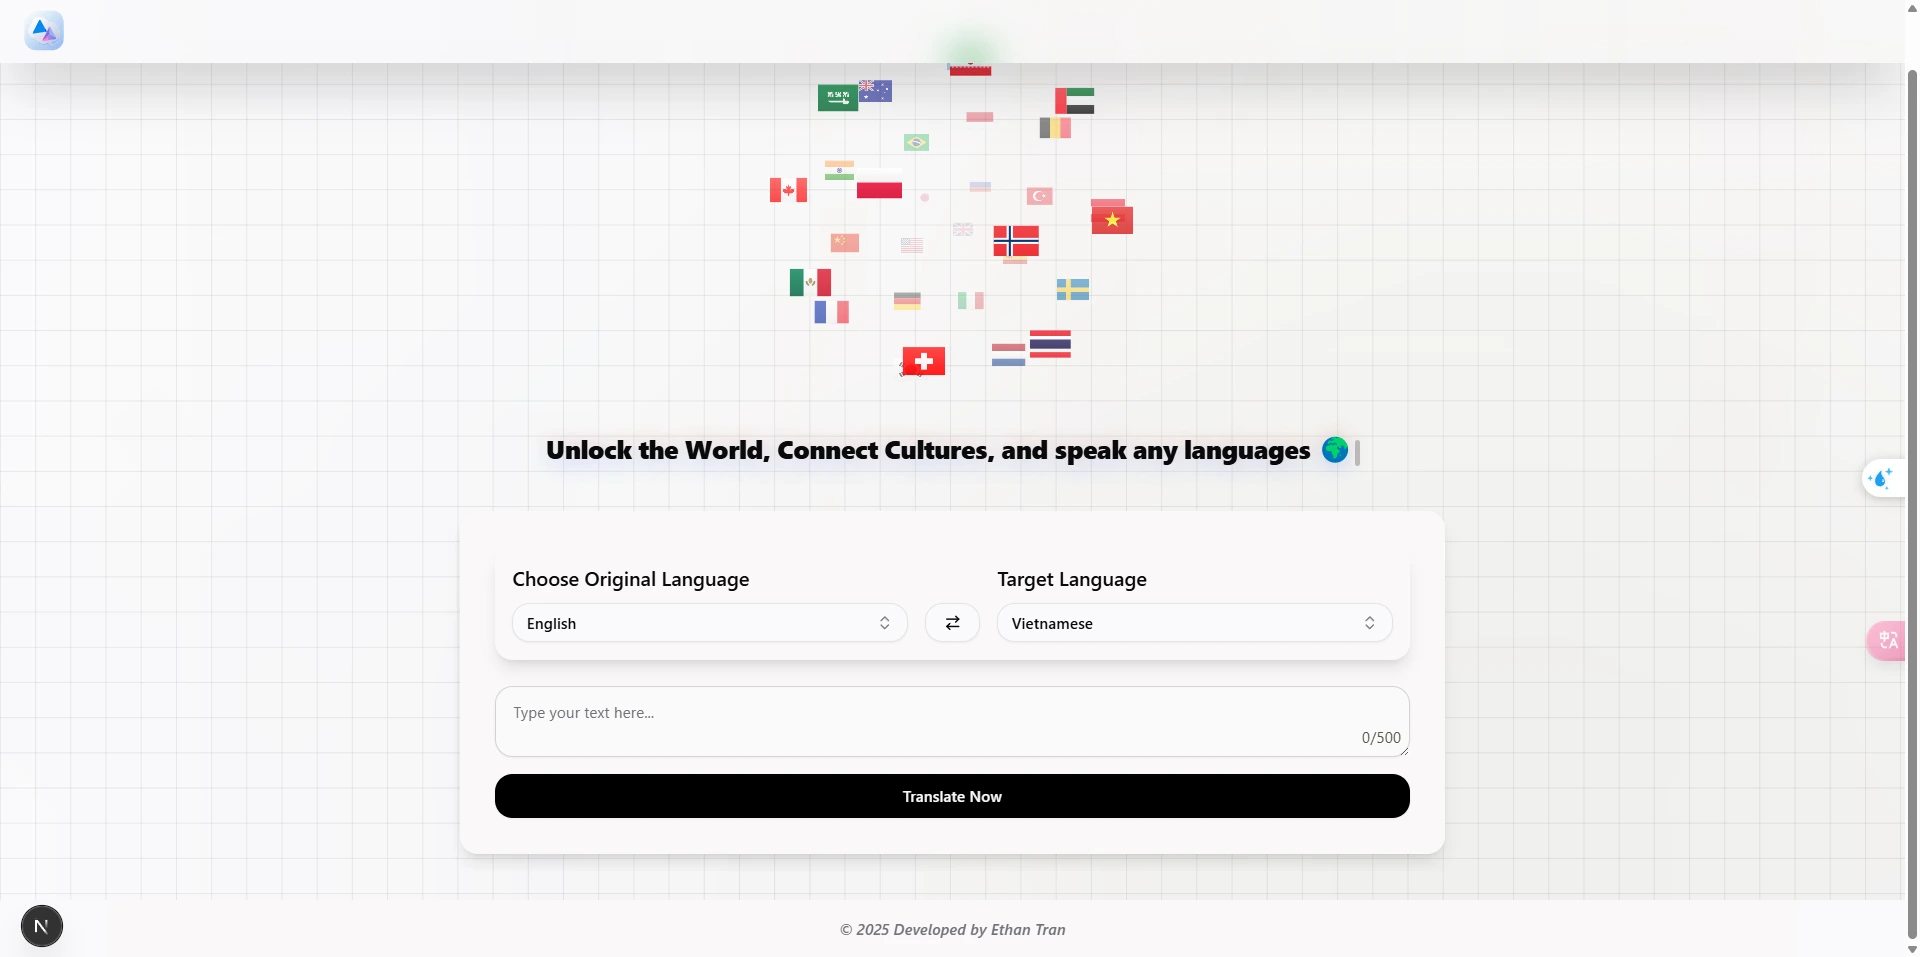 Unlock the World, Connect Cultures, and speak any languages 🌍
Choose Original Language
Target Language
English
Vietnamese
Type your text here...
0/500
Translate Now
中
A
N
© 2025 Developed by Ethan Tran